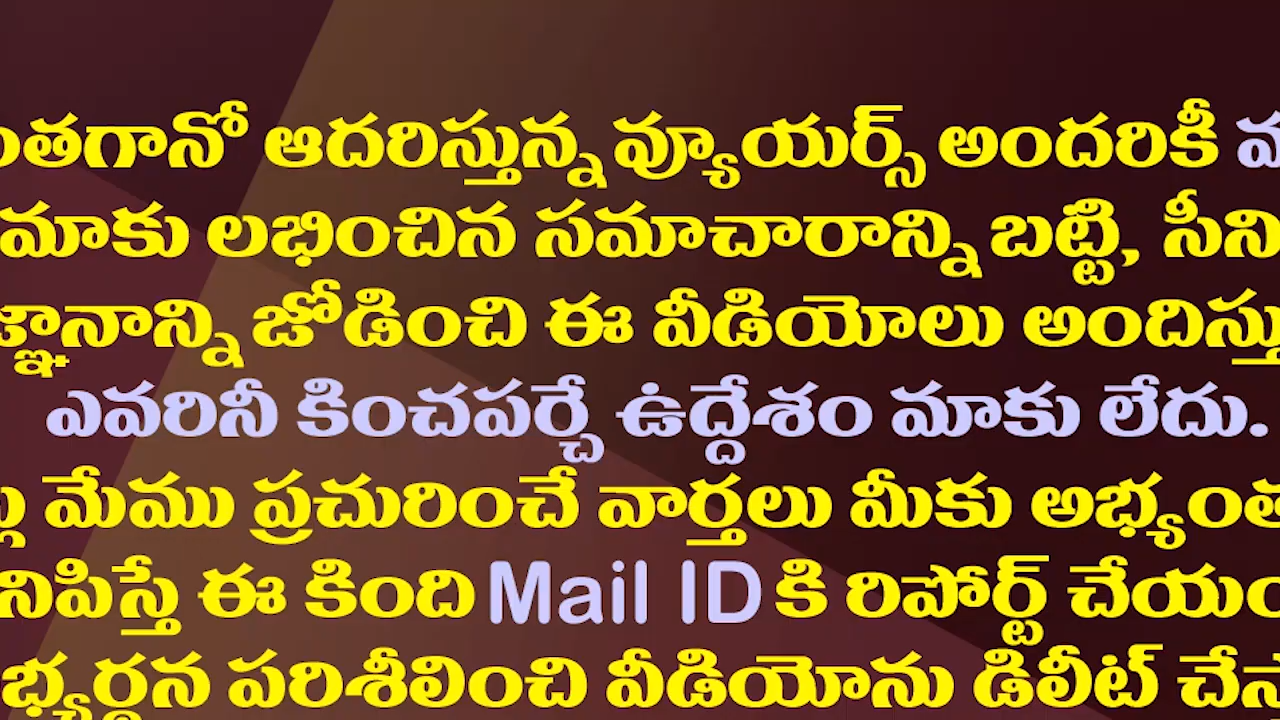 ంతగానో ఆదరిస్తున్న వ్యూయర్స్ అందరికీ
మాకు లభించిన సమాచారాన్ని బట్టి, సీని
జ్ఞానాన్ని జోడించి ఈ వీడియోలు అందిస్తు
ఎవరినీ కించపర్చే ఉద్దేశం మాకు లేదు.
మేము ప్రచురించే వార్తలు మీకు అభ్యంత
నిపిస్తే ఈ కింది Mail ID కి రిపోర్ట్ చేయం
భ్యర్థన పరిశీలించి వీడియోను డిలీట్ చేస